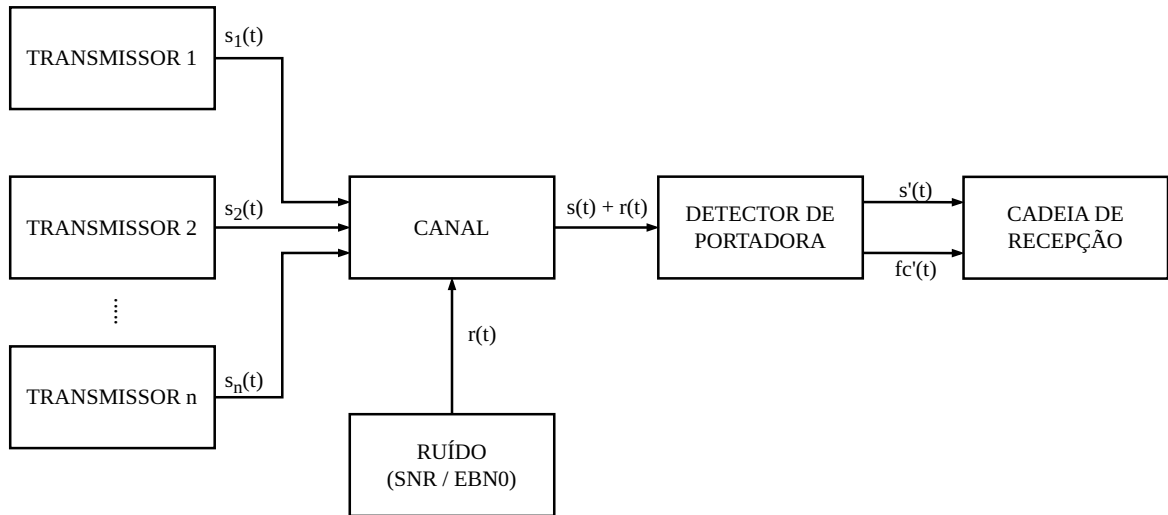 TRANSMISSOR 1
s1(t)
TRANSMISSOR 2
s2(t)
TRANSMISSOR n
sn(t)
CANAL
RUÍDO
(SNR / EBN0)
r(t)
s(t) + r(t)
DETECTOR DE
PORTADORA
s'(t)
fc'(t)
CADEIA DE
RECEPÇÃO